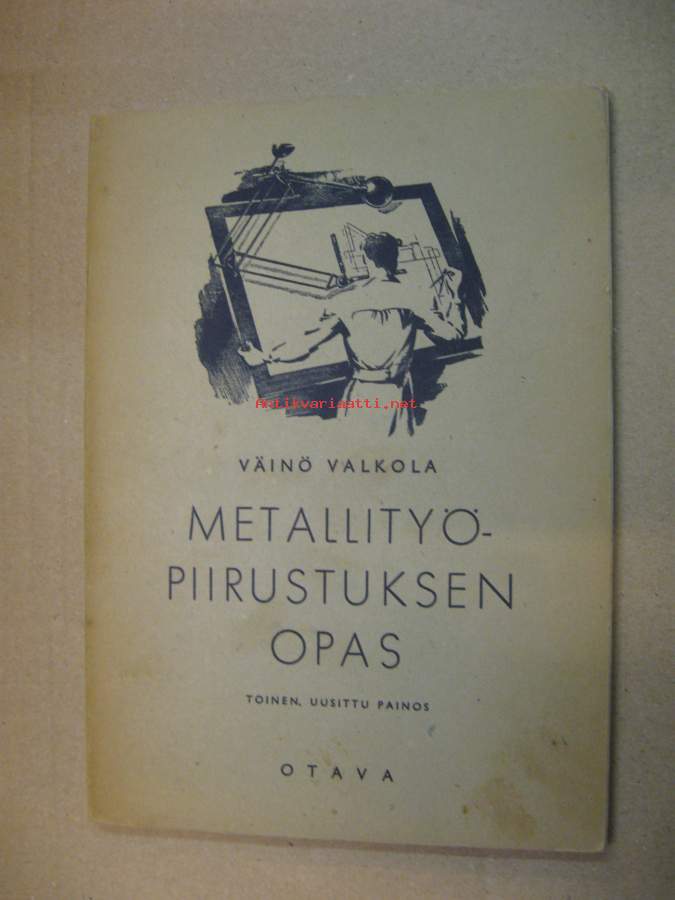 Antikvariaatti.net
VÄINÖ VALKOLA
METALLITYÖ-
PIIRUSTUKSEN
OPAS
TOINEN, UUSITTU PAINOS
OTAVA